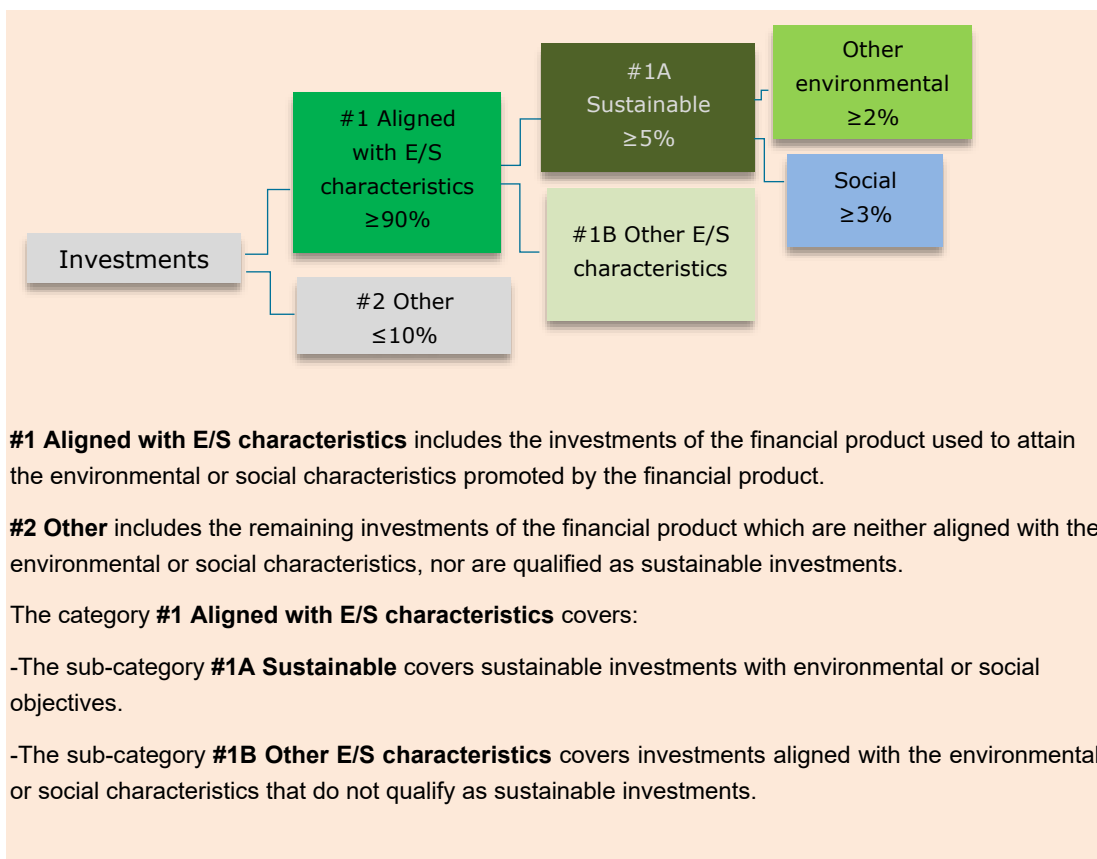 Investments
#1 Aligned
with E/S
characteristics
≥90%
#2 Other
≤10%
#1A
Sustainable
≥5%
#1B Other E/S
characteristics
Other
environmental
≥2%
Social
≥3%
#1 Aligned with E/S characteristics includes the investments of the financial product used to attain
the environmental or social characteristics promoted by the financial product.
#2 Other includes the remaining investments of the financial product which are neither aligned with the
environmental or social characteristics, nor are qualified as sustainable investments.
The category #1 Aligned with E/S characteristics covers:
-The sub-category #1A Sustainable covers sustainable investments with environmental or social
objectives.
-The sub-category #1B Other E/S characteristics covers investments aligned with the environmental
or social characteristics that do not qualify as sustainable investments.